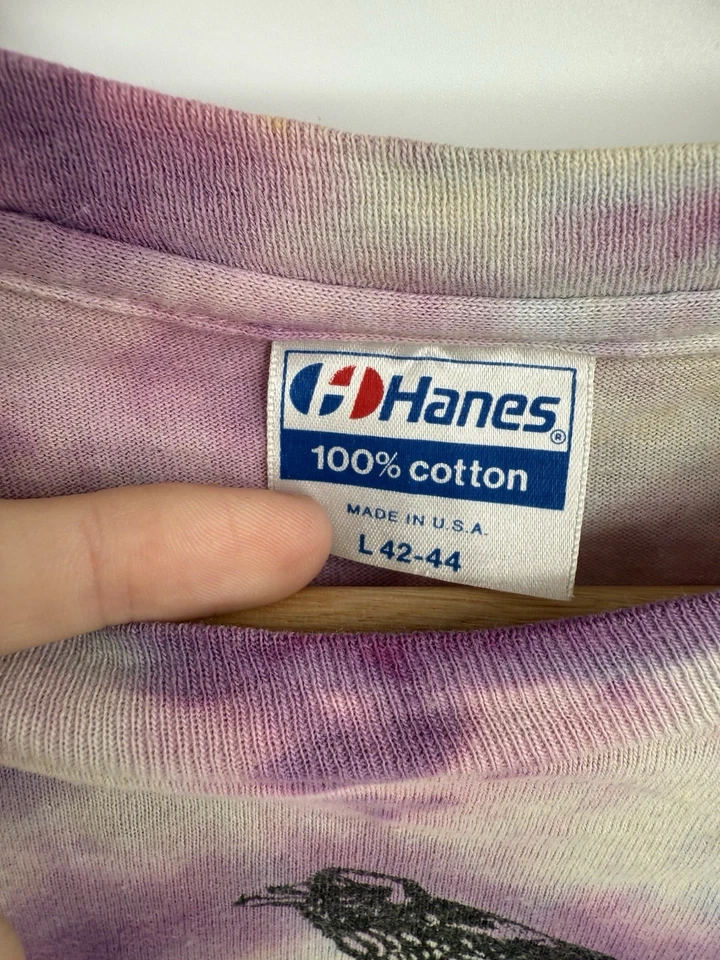 Hanes®
100% cotton
MADE IN U.S.A.
L 42-44